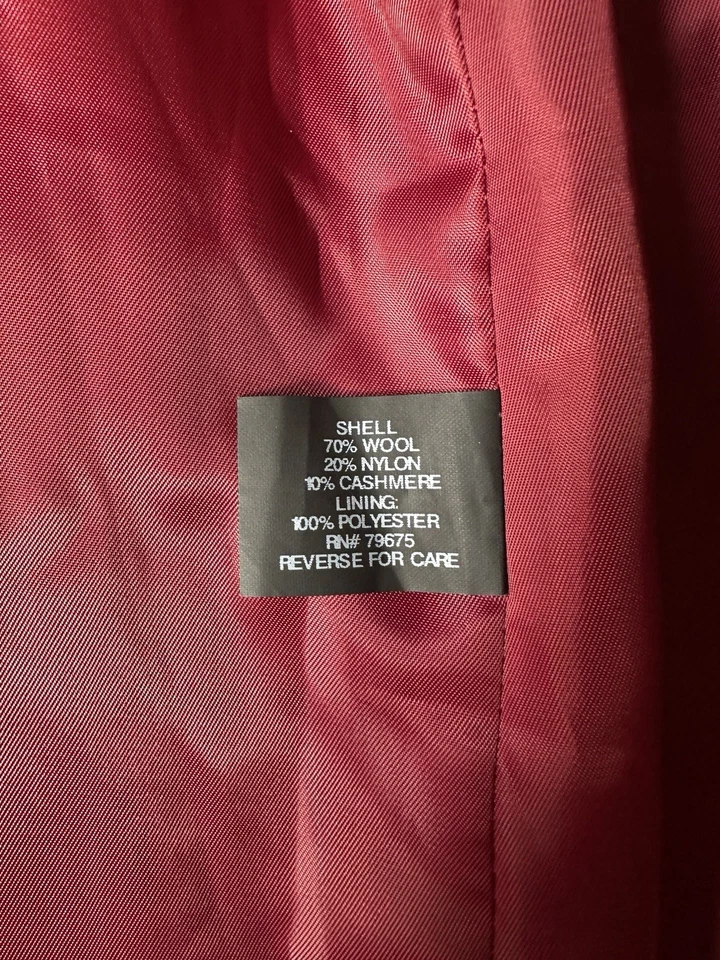 SHELL
70% WOOL
20% NYLON
10% CASHMERE
LINING:
100% POLYESTER
RN# 79675
REVERSE FOR CARE